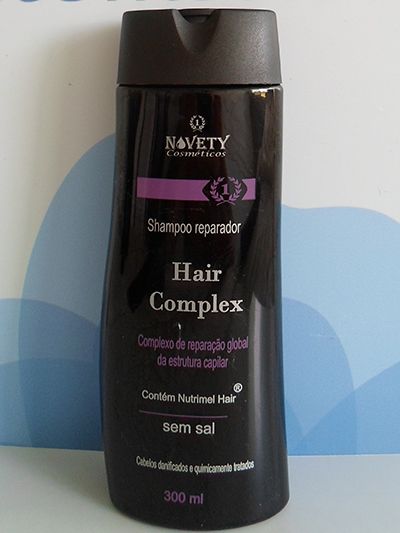 1
NOVETY
Cosméticos
1
Shampoo reparador
Hair
Complex
Complexo de reparação global
da estrutura capilar
Contém Nutrimel Hair®
sem sal
Cabelos danificados e quimicamente tratados
300 ml